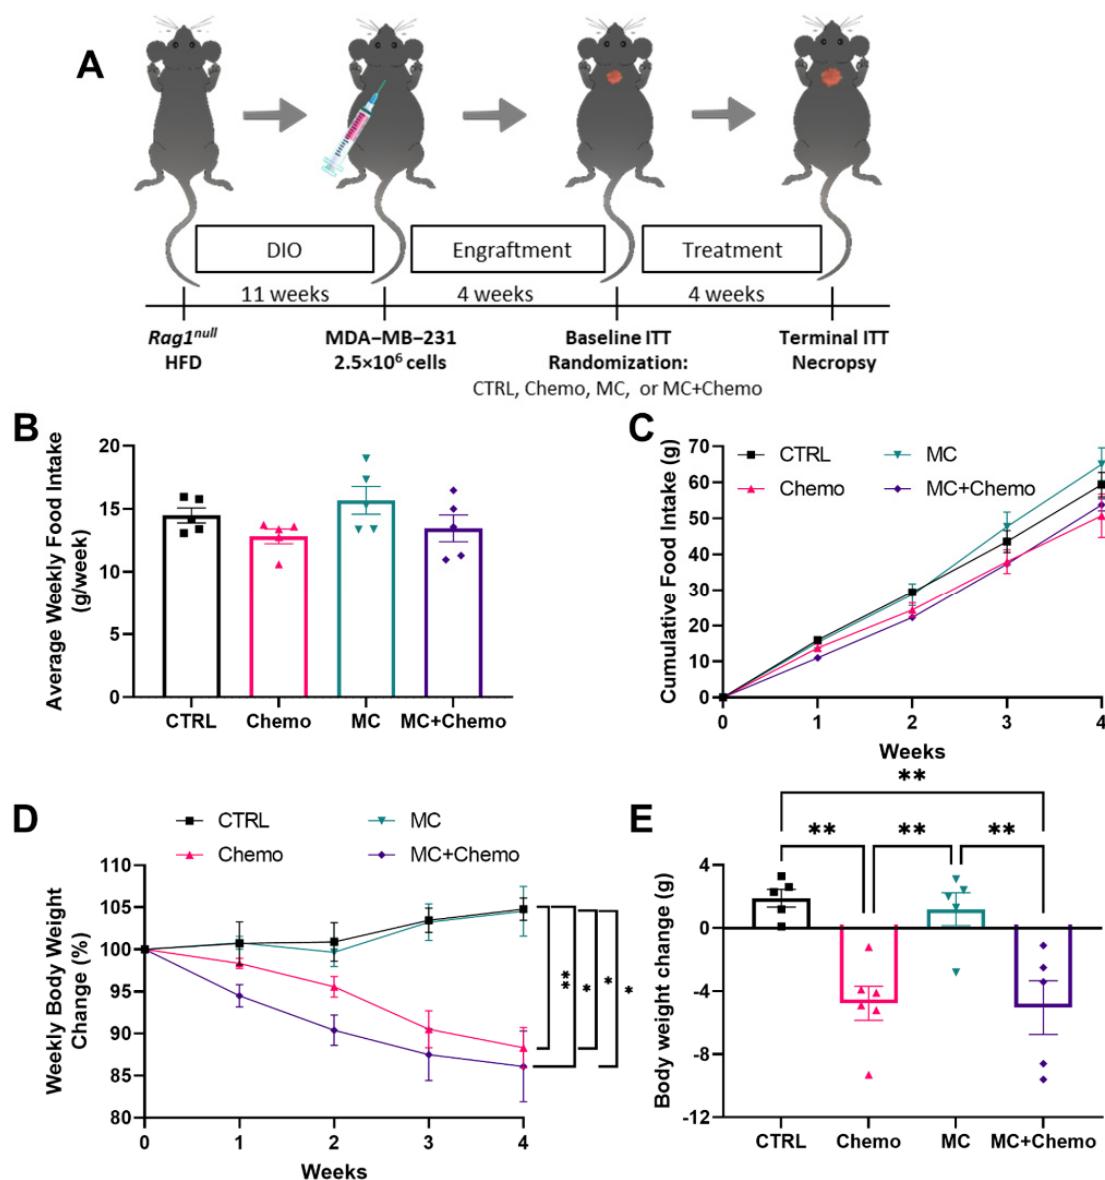 A
DIO
Engraftment
Treatment
11 weeks
4 weeks
4 weeks
Rag1ⁿᵘˡˡ
HFD
MDA–MB–231
2.5×10⁶ cells
Baseline ITT
Randomization:
CTRL, Chemo, MC, or MC+Chemo
Terminal ITT
Necropsy
B
Average Weekly Food Intake
(g/week)
20
15
10
5
0
CTRL Chemo MC MC+Chemo
C
CTRL
MC
Chemo
MC+Chemo
Cumulative Food Intake (g)
70
60
50
40
30
20
10
0
0 1 2 3 4
Weeks
D
CTRL
MC
Chemo
MC+Chemo
Weekly Body Weight
Change (%)
110
105
100
95
90
85
80
0 1 2 3 4
Weeks
**
*
*
*
E
**
** ** **
Body weight change (g)
4
0
-4
-8
-12
CTRL Chemo MC MC+Chemo